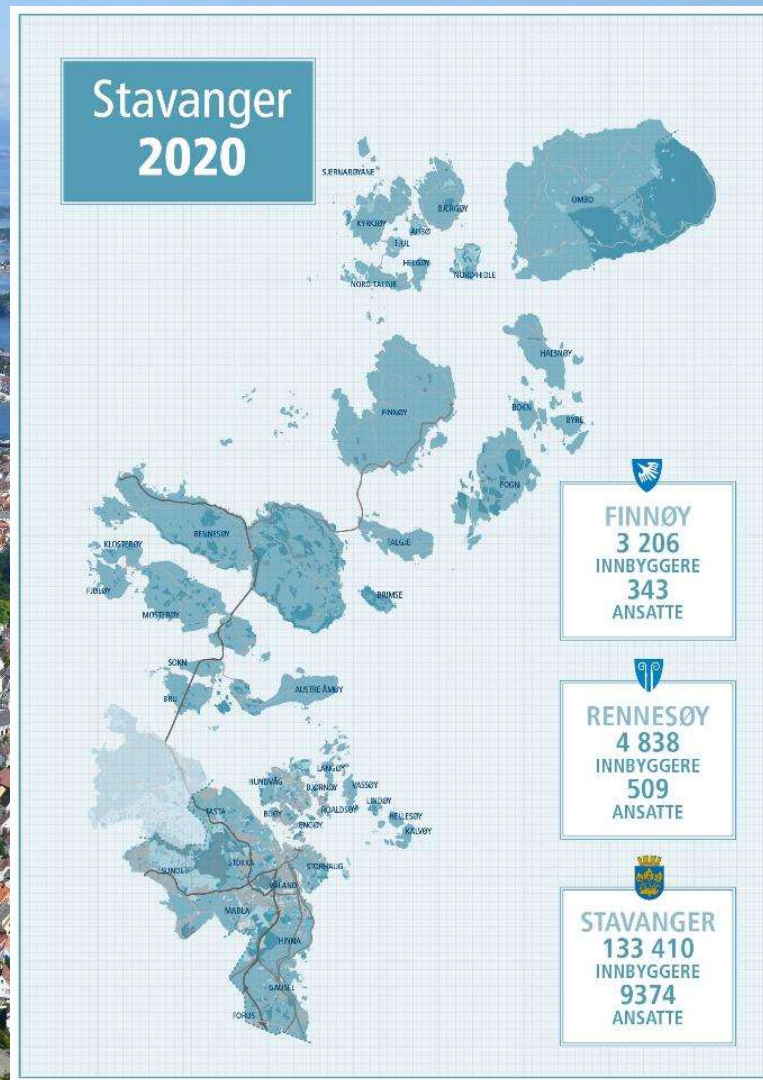 Stavanger
2020
SJERNARØYANE
KYRKJØY
BJERGØY
AUBØ
TJUL
HELGØY
NORD-TALGJE
NORD-HIDLE
OMBO
HALSNØY
BOKN
BYRE
FINNØY
FOGN
TALGJE
RENNESØY
KLOSTERØY
FJØLØY
MOSTERØY
BRIMSE
SOKN
BRU
AUSTRE ÅMØY
HUNDVÅG
LANGØY
BJØRNØY
VASSØY
BUØY
ROALDSØY
LINDØY
ENGØY
HELLESØY
KALVØY
TASTA
STOKKA
STORHAUG
SUNDE
VÅLAND
MADLA
HINNA
GAUSEL
FORUS
FINNØY
3 206
INNBYGGERE
343
ANSATTE
RENNESØY
4 838
INNBYGGERE
509
ANSATTE
STAVANGER
133 410
INNBYGGERE
9374
ANSATTE